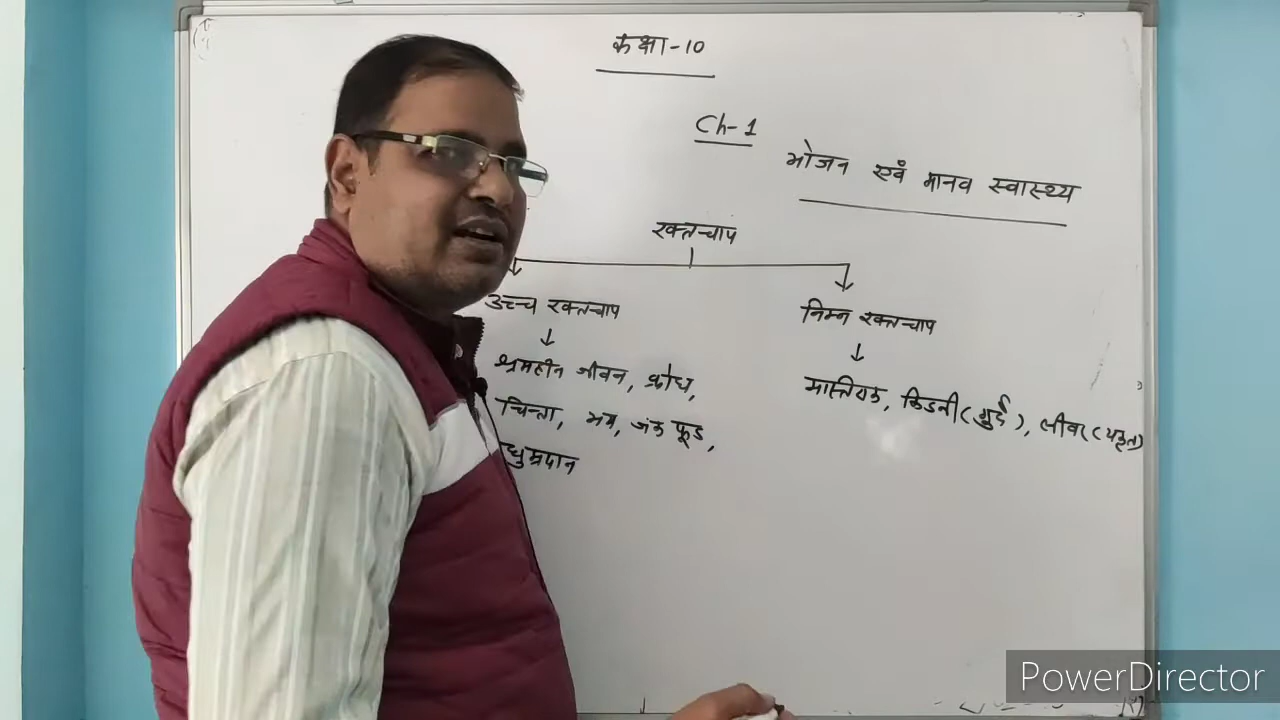 कक्षा-10
Ch-1
भोजन एवं मानव स्वास्थ्य
रक्तचाप
उच्च रक्तचाप
निम्न रक्तचाप
श्रमहीन जीवन, क्रोध,
चिन्ता, भय, जंक फूड,
धुम्रपान
मास्तिष्क, किडनी(गुर्दे), लीवर(यकृत)
PowerDirector